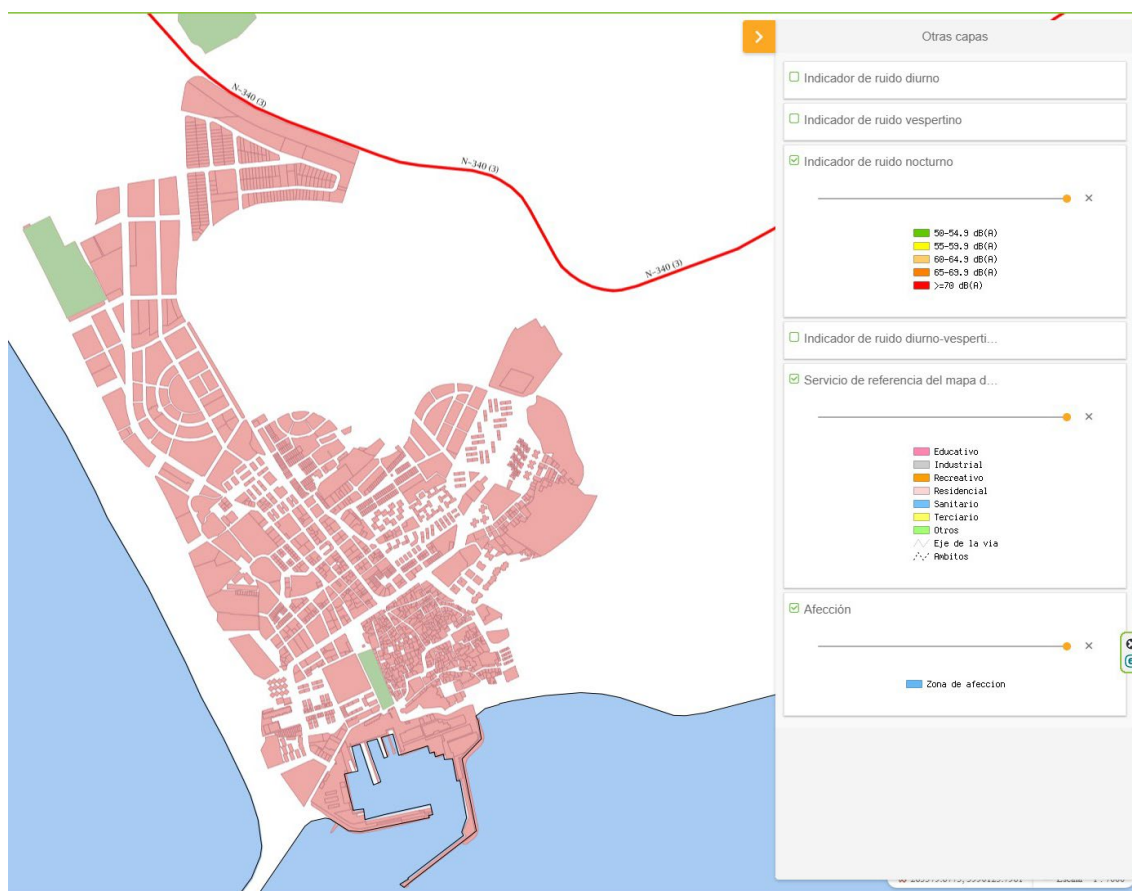 Otras capas
Indicador de ruido diurno
Indicador de ruido vespertino
Indicador de ruido nocturno
50-54.9 dB(A)
55-59.9 dB(A)
60-64.9 dB(A)
65-69.9 dB(A)
>=70 dB(A)
Indicador de ruido diurno-vesperti...
Servicio de referencia del mapa d...
Educativo
Industrial
Recreativo
Residencial
Sanitario
Terciario
Otros
Eje de la via
Ambitos
Afección
Zona de afeccion
N-340 (3)
N-340 (3)
N-340 (3)